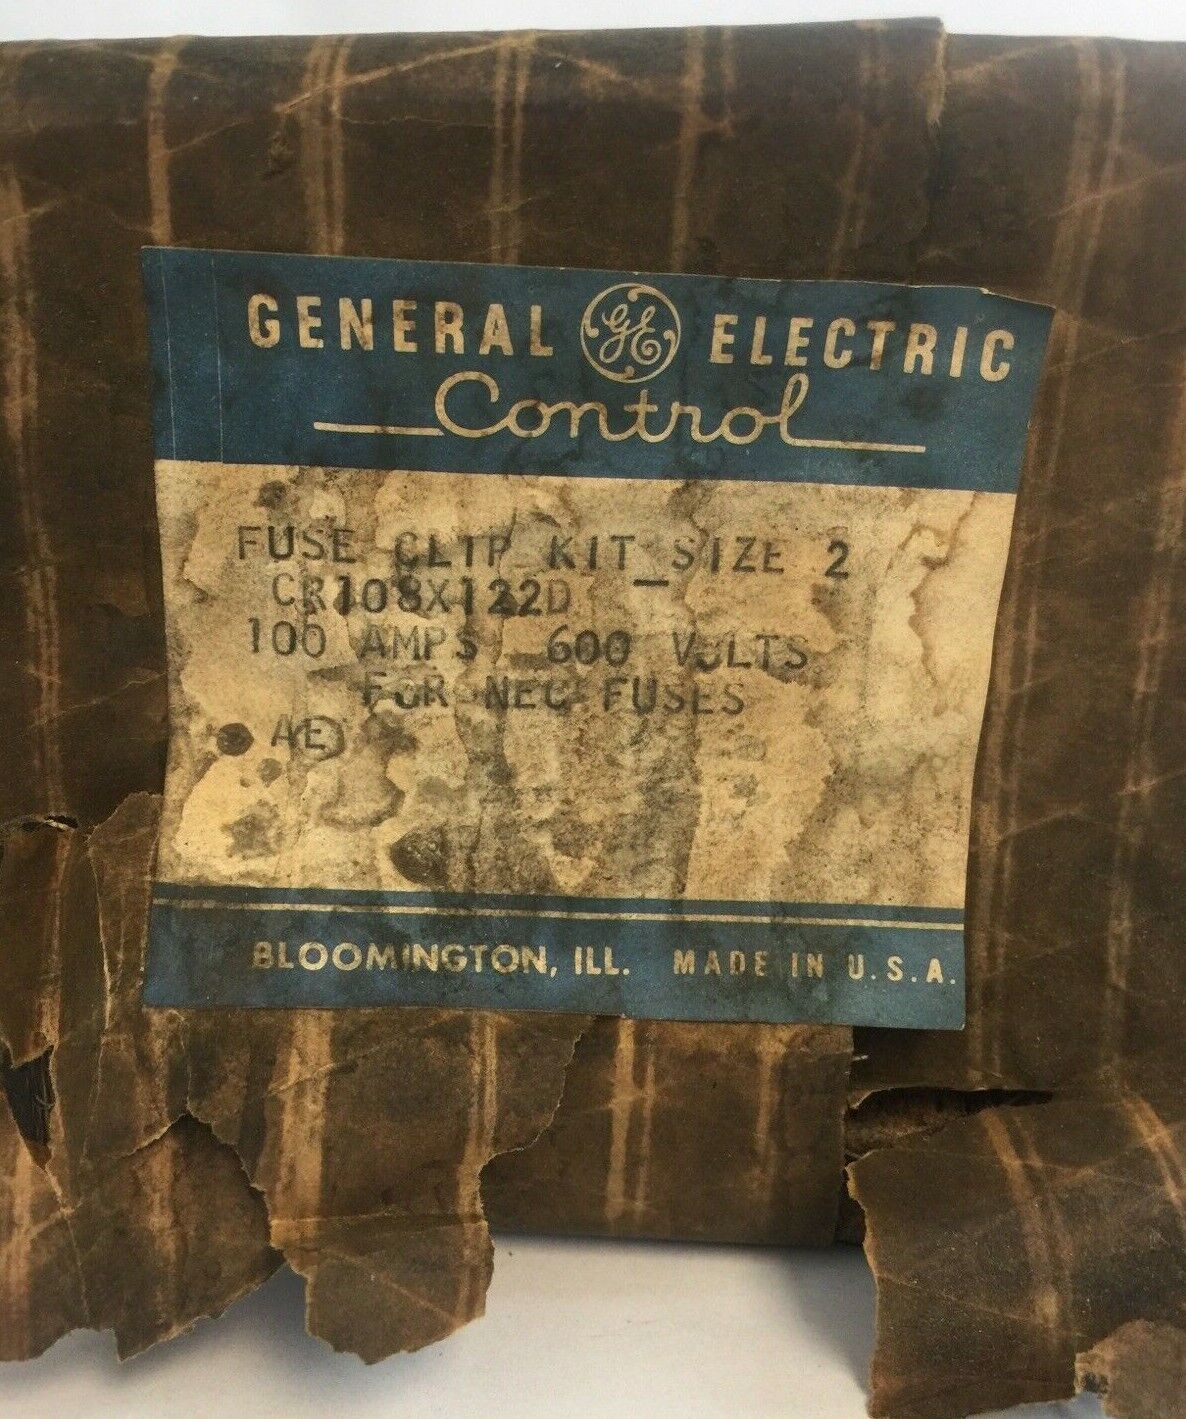 GENERAL GE ELECTRIC
Control
FUSE CLIP KIT SIZE 2
CR108X122D
100 AMPS 600 VOLTS
FOR NEC FUSES
AE
BLOOMINGTON, ILL. MADE IN U.S.A.